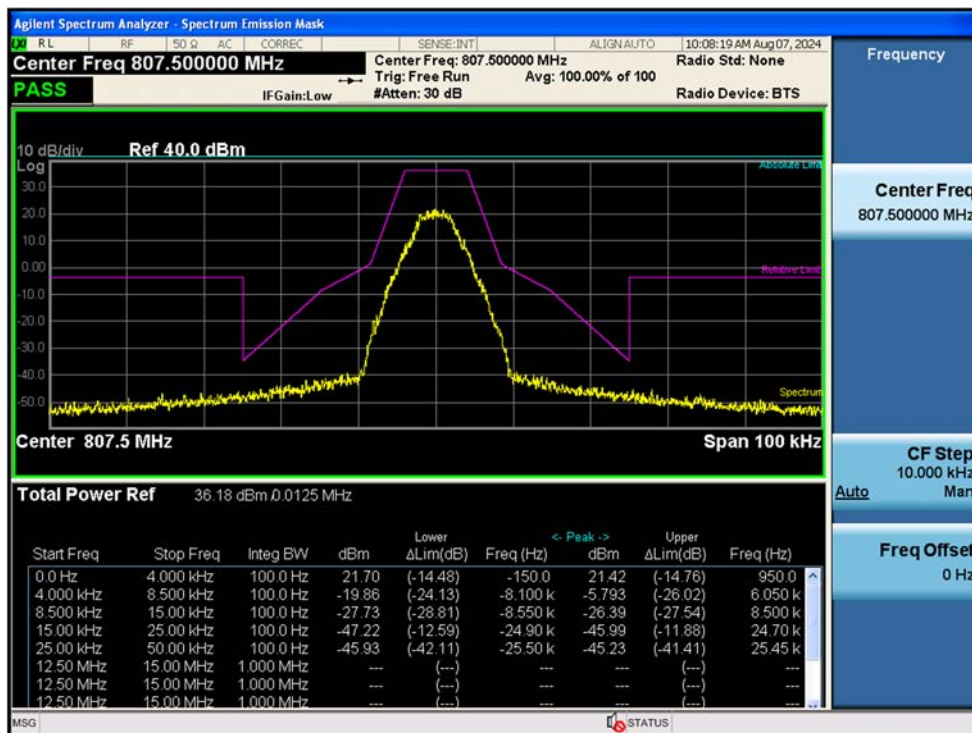 Agilent Spectrum Analyzer - Spectrum Emission Mask
LXI RL RF 50 Ω AC CORREC SENSE:INT ALIGNAUTO 10:08:19 AM Aug 07, 2024
Center Freq 807.500000 MHz Center Freq: 807.500000 MHz Radio Std: None
Trig: Free Run Avg: 100.00% of 100
PASS IFGain:Low #Atten: 30 dB Radio Device: BTS
10 dB/div Ref 40.0 dBm
Log Absolute Limit
30.0
20.0
10.0
0.00 Relative Limit
-10.0
-20.0
-30.0
-40.0
Spectrum
-50.0
Center 807.5 MHz Span 100 kHz
Total Power Ref 36.18 dBm/0.0125 MHz
Lower <- Peak -> Upper
Start Freq Stop Freq Integ BW dBm ΔLim(dB) Freq (Hz) dBm ΔLim(dB) Freq (Hz)
0.0 Hz 4.000 kHz 100.0 Hz 21.70 (-14.48) -150.0 21.42 (-14.76) 950.0
4.000 kHz 8.500 kHz 100.0 Hz -19.86 (-24.13) -8.100 k -5.793 (-26.02) 6.050 k
8.500 kHz 15.00 kHz 100.0 Hz -27.73 (-28.81) -8.550 k -26.39 (-27.54) 8.500 k
15.00 kHz 25.00 kHz 100.0 Hz -47.22 (-12.59) -24.90 k -45.99 (-11.88) 24.70 k
25.00 kHz 50.00 kHz 100.0 Hz -45.93 (-42.11) -25.50 k -45.23 (-41.41) 25.45 k
12.50 MHz 15.00 MHz 1.000 MHz --- (---) --- --- (---) ---
12.50 MHz 15.00 MHz 1.000 MHz --- (---) --- --- (---) ---
12.50 MHz 15.00 MHz 1.000 MHz --- (---) --- --- (---) ---
MSG STATUS
Frequency
Center Freq
807.500000 MHz
CF Step
10.000 kHz
Auto Man
Freq Offset
0 Hz